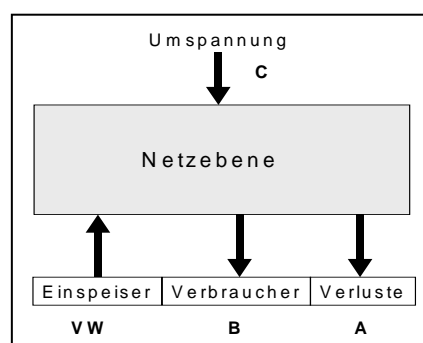 Umspannung
C
Netzebene
Einspeiser Verbraucher Verluste
VW B A